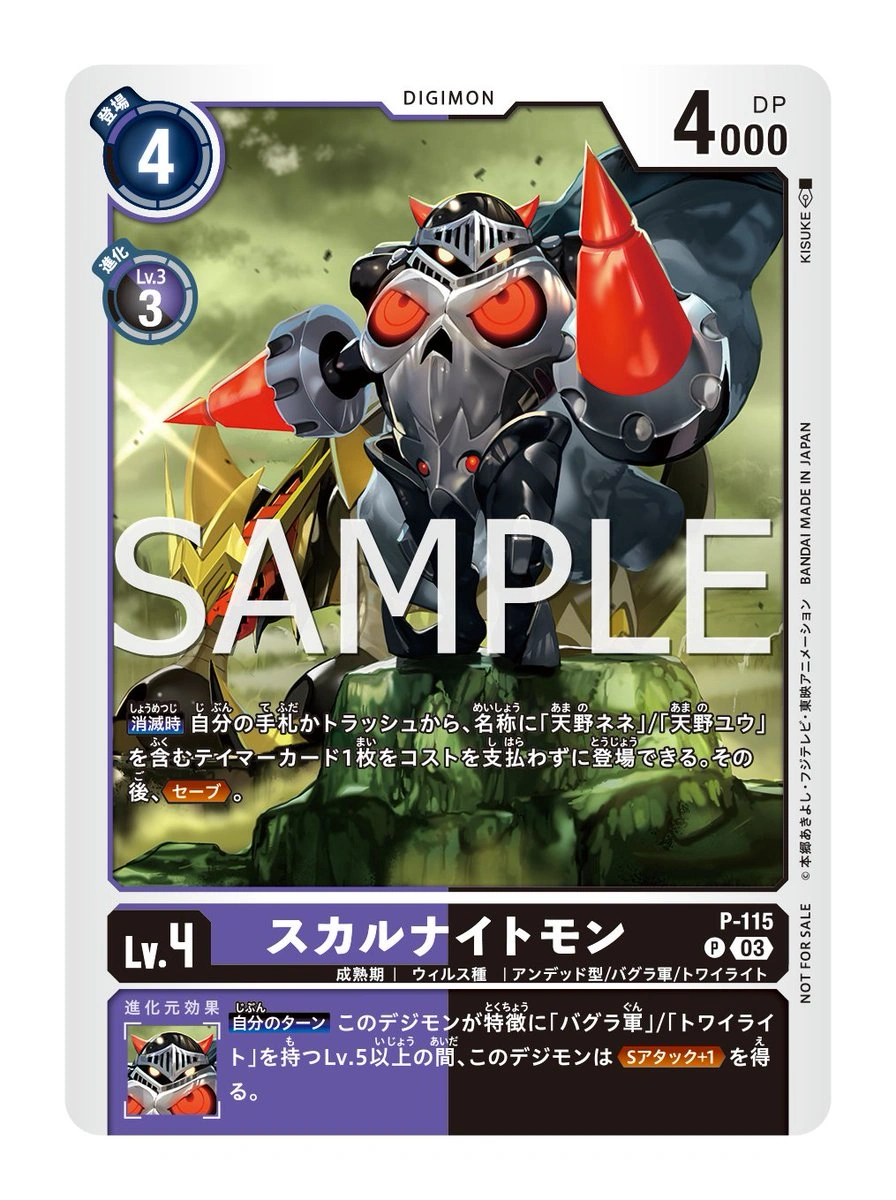 登場
4
DIGIMON
4000
DP
進化
Lv.3
3
KISUKE
SAMPLE
消滅時 自分の手札かトラッシュから、名称に「天野ネネ」/「天野ユウ」
を含むテイマーカード1枚をコストを支払わずに登場できる。その
後、セーブ。
©本郷あきよし・フジテレビ・東映アニメーション BANDAI MADE IN JAPAN
Lv.4
スカルナイトモン
P-115
P 03
成熟期 | ウィルス種 | アンデッド型/バグラ軍/トワイライト
NOT FOR SALE
進化元効果
自分のターン このデジモンが特徴に「バグラ軍」/「トワイライ
ト」を持つLv.5以上の間、このデジモンは Sアタック+1 を得
る。